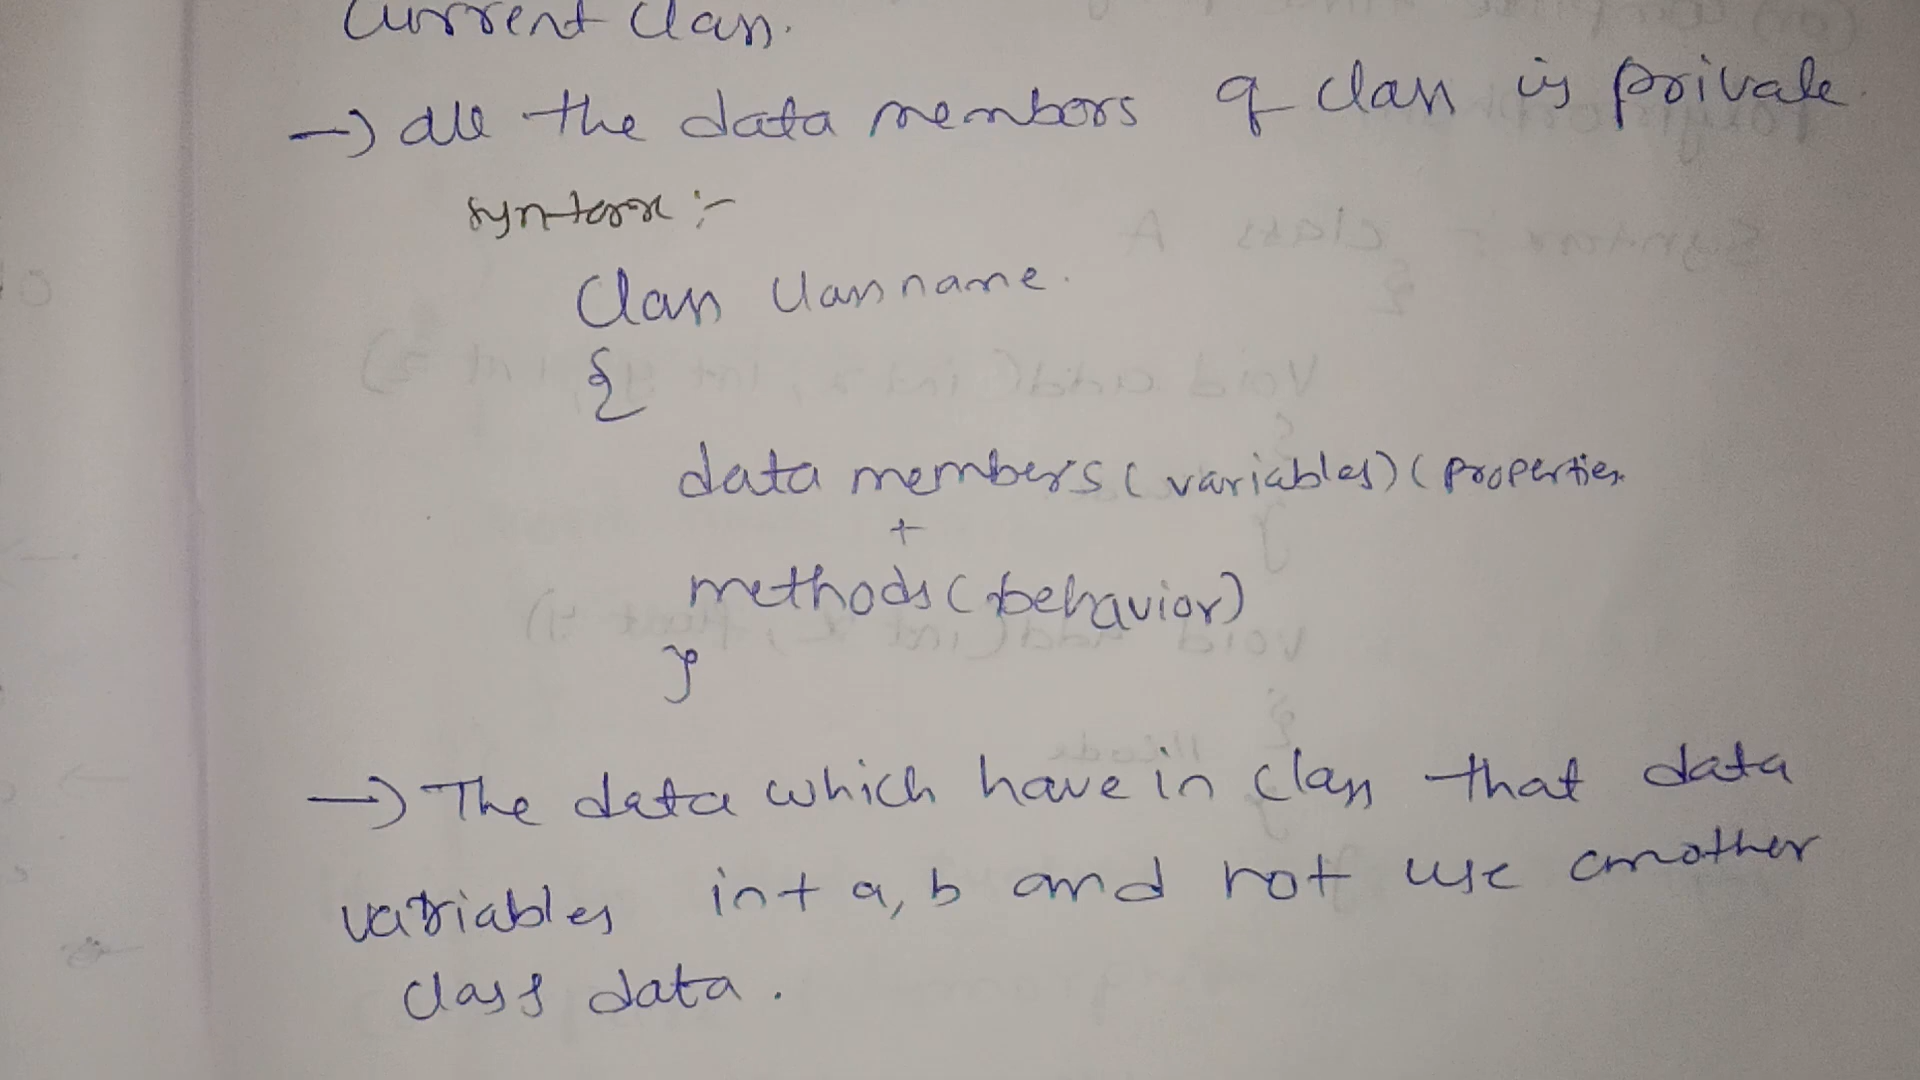 Current Class.
→ all the data members of class is private
syntax :-
Class Classname.
{
data members (variables) (properties
+
methods (behavior)
}
→ The data which have in class that data
variables int a, b and not use another
class data.